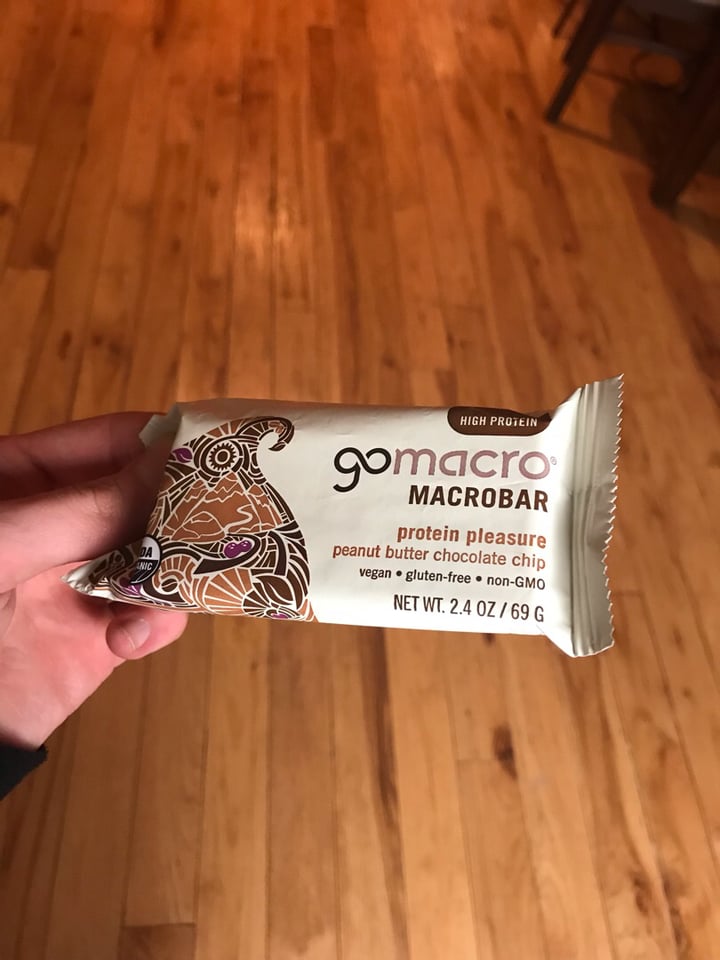 HIGH PROTEIN
gomacro®
MACROBAR
protein pleasure
peanut butter chocolate chip
vegan • gluten-free • non-GMO
NET WT. 2.4 OZ / 69 G